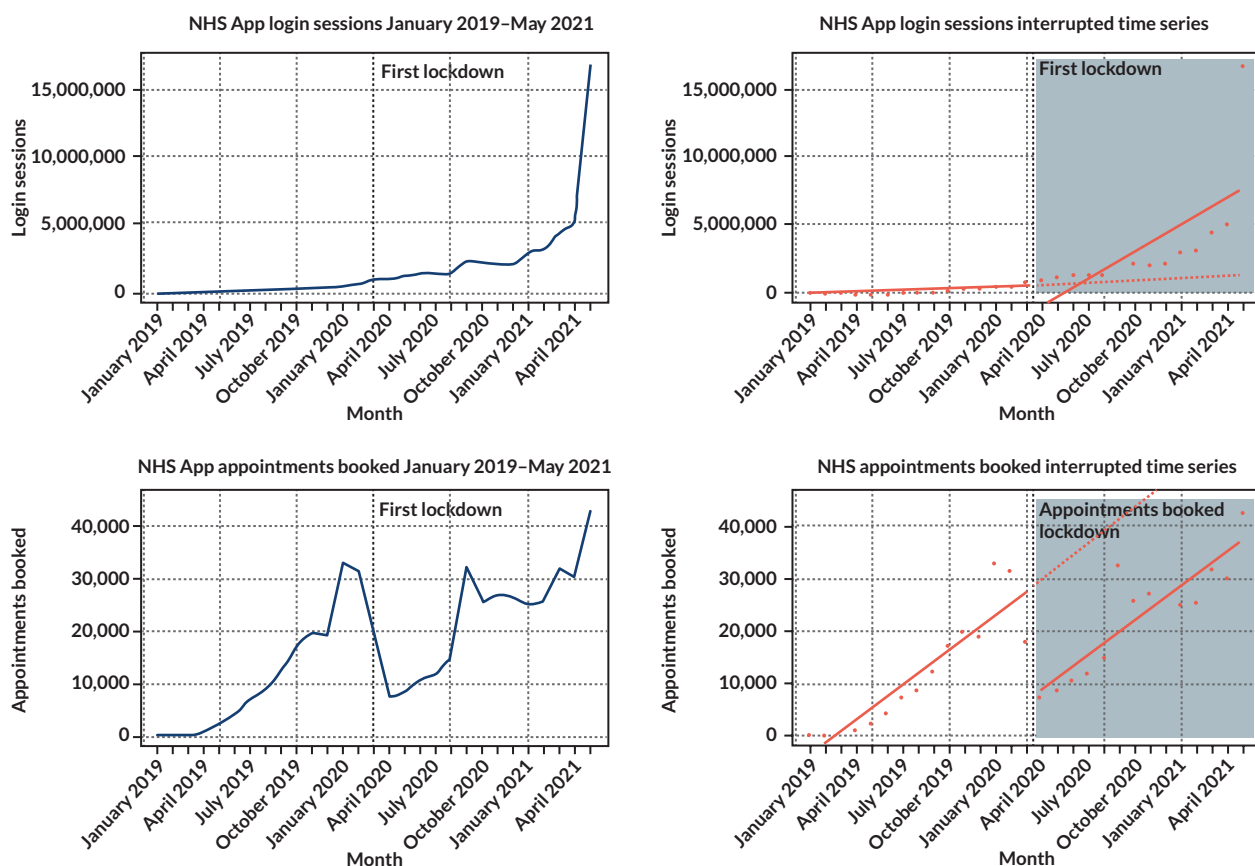 NHS App login sessions January 2019–May 2021
First lockdown
15,000,000
10,000,000
5,000,000
0
Login sessions
January 2019
April 2019
July 2019
October 2019
January 2020
April 2020
July 2020
October 2020
January 2021
April 2021
Month
NHS App login sessions interrupted time series
First lockdown
15,000,000
10,000,000
5,000,000
0
Login sessions
January 2019
April 2019
July 2019
October 2019
January 2020
April 2020
July 2020
October 2020
January 2021
April 2021
Month
NHS App appointments booked January 2019–May 2021
First lockdown
40,000
30,000
20,000
10,000
0
Appointments booked
January 2019
April 2019
July 2019
October 2019
January 2020
April 2020
July 2020
October 2020
January 2021
April 2021
Month
NHS appointments booked interrupted time series
Appointments booked
lockdown
40,000
30,000
20,000
10,000
0
Appointments booked
January 2019
April 2019
July 2019
October 2019
January 2020
April 2020
July 2020
October 2020
January 2021
April 2021
Month